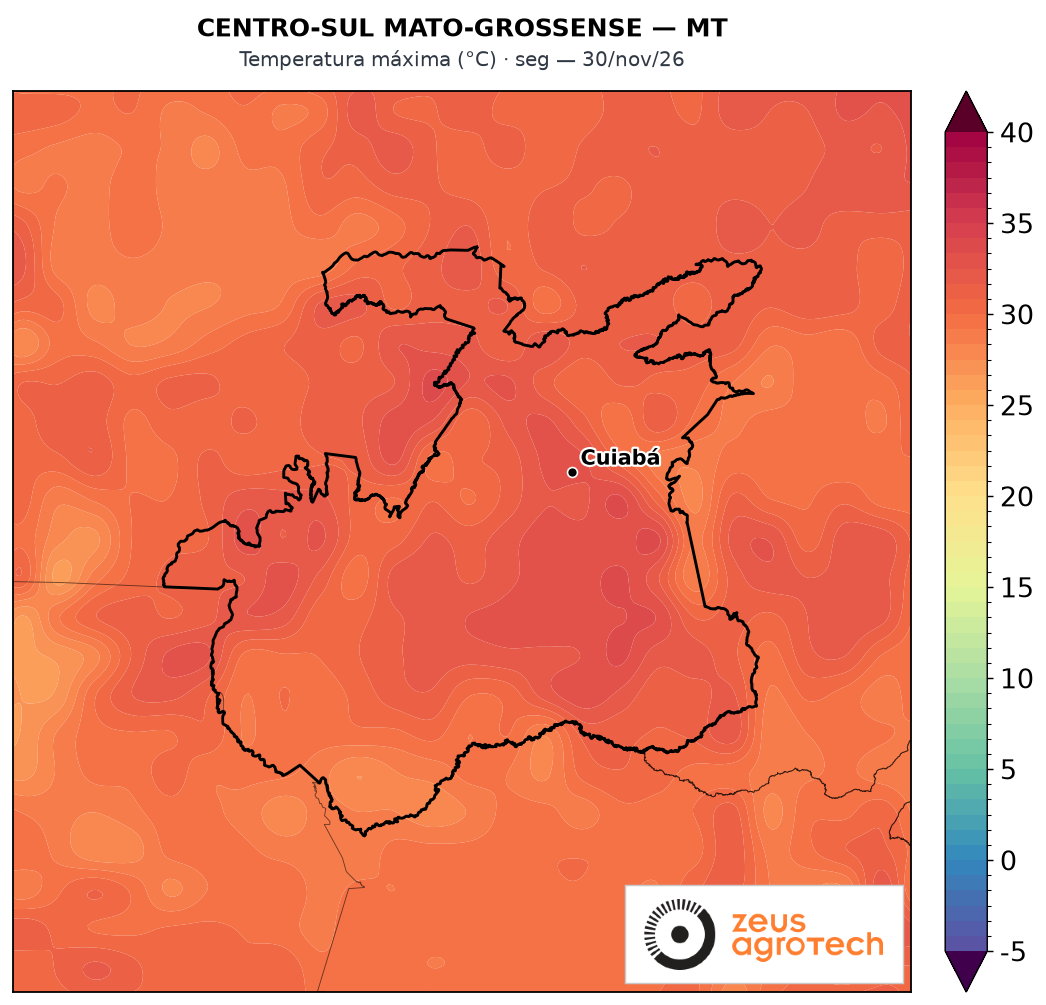 CENTRO-SUL MATO-GROSSENSE — MT
Temperatura máxima (°C) · seg — 30/nov/26
40
35
30
25
20
15
10
5
0
-5
Cuiabá
zeus
agrotech